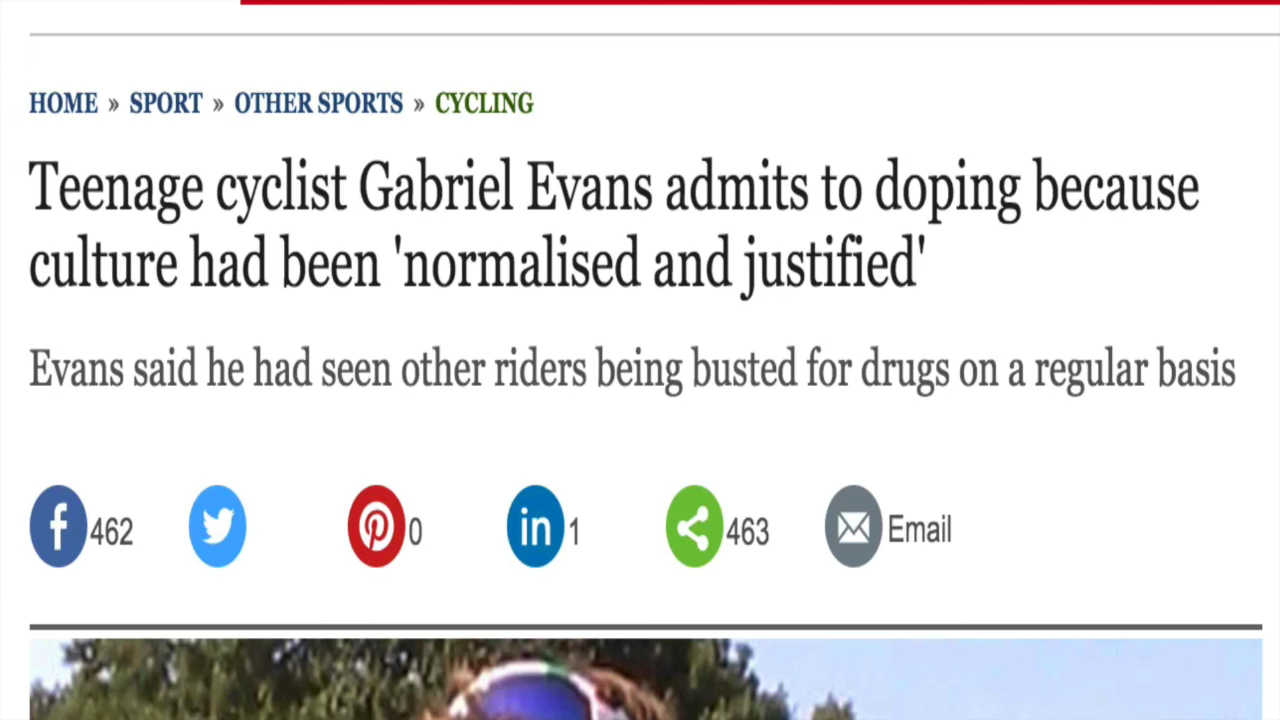 HOME » SPORT » OTHER SPORTS » CYCLING
Teenage cyclist Gabriel Evans admits to doping because
culture had been 'normalised and justified'
Evans said he had seen other riders being busted for drugs on a regular basis
f 462 in 1 0 463 Email